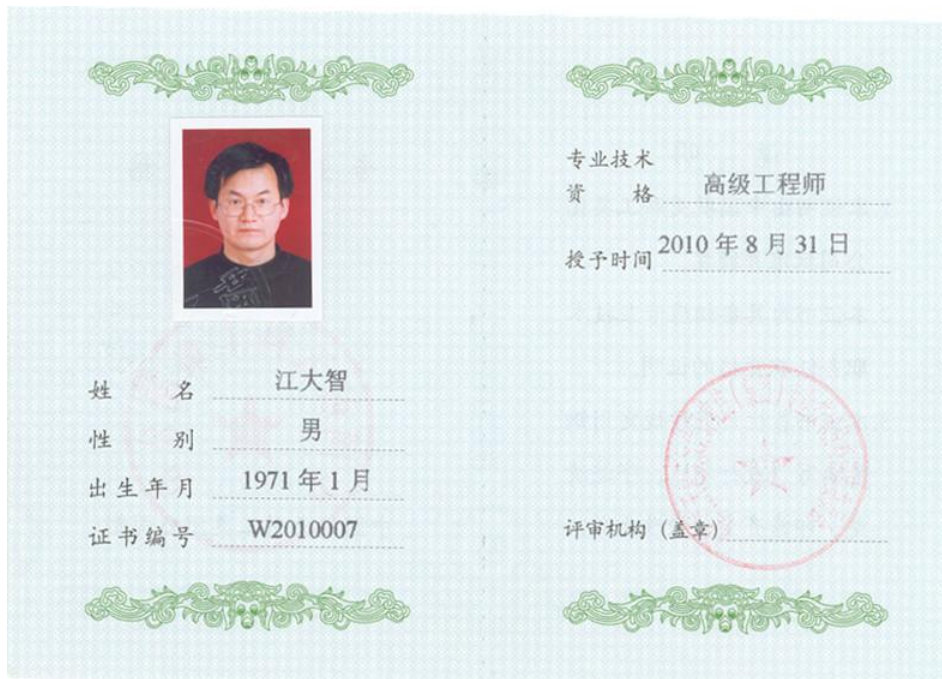 姓 名 江大智
性 别 男
出生年月 1971年1月
证书编号 W2010007
专业技术
资 格 高级工程师
授予时间 2010年8月31日
评审机构（盖章）